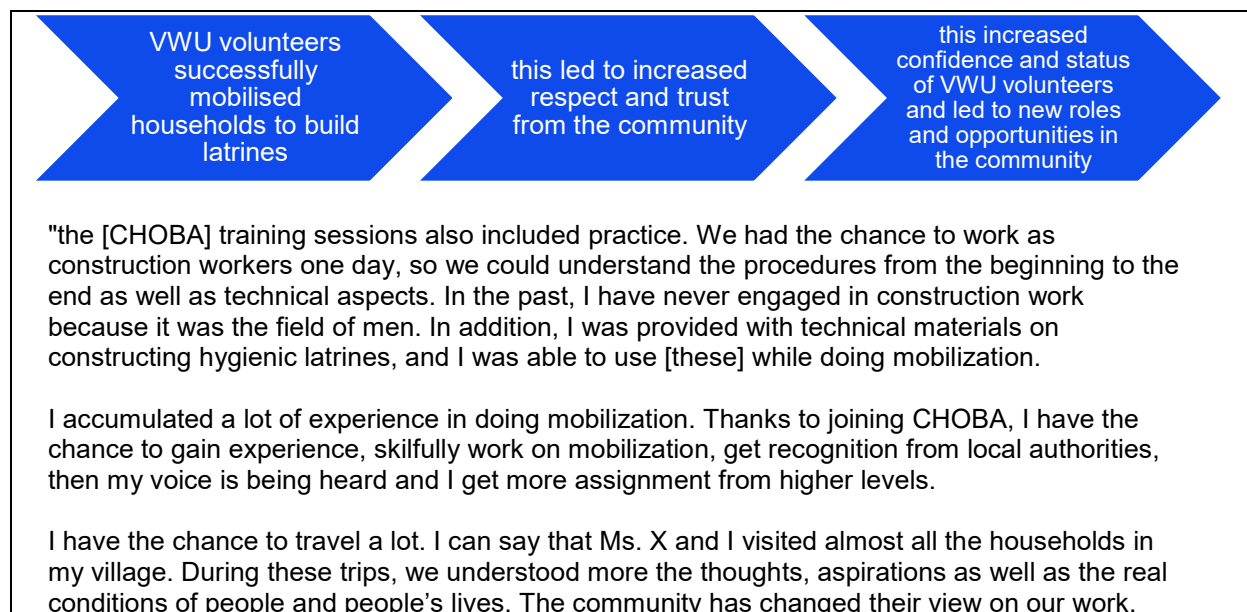 VWU volunteers
successfully
mobilised
households to build
latrines
this led to increased
respect and trust
from the community
this increased
confidence and status
of VWU volunteers
and led to new roles
and opportunities in
the community
"the [CHOBA] training sessions also included practice. We had the chance to work as
construction workers one day, so we could understand the procedures from the beginning to the
end as well as technical aspects. In the past, I have never engaged in construction work
because it was the field of men. In addition, I was provided with technical materials on
constructing hygienic latrines, and I was able to use [these] while doing mobilization.
I accumulated a lot of experience in doing mobilization. Thanks to joining CHOBA, I have the
chance to gain experience, skilfully work on mobilization, get recognition from local authorities,
then my voice is being heard and I get more assignment from higher levels.
I have the chance to travel a lot. I can say that Ms. X and I visited almost all the households in
my village. During these trips, we understood more the thoughts, aspirations as well as the real
conditions of people and people's lives. The community has changed their view on our work.